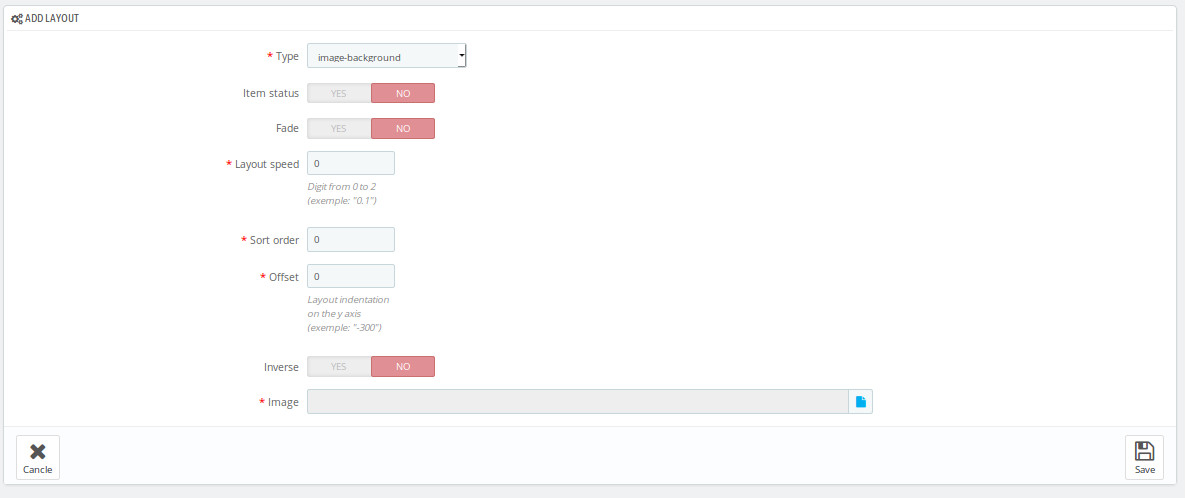 ADD LAYOUT
* Type image-background
Item status YES NO
Fade YES NO
* Layout speed 0
Digit from 0 to 2
(exemple: "0.1")
* Sort order 0
* Offset 0
Layout indentation
on the y axis
(exemple: "-300")
Inverse YES NO
* Image
Cancle Save